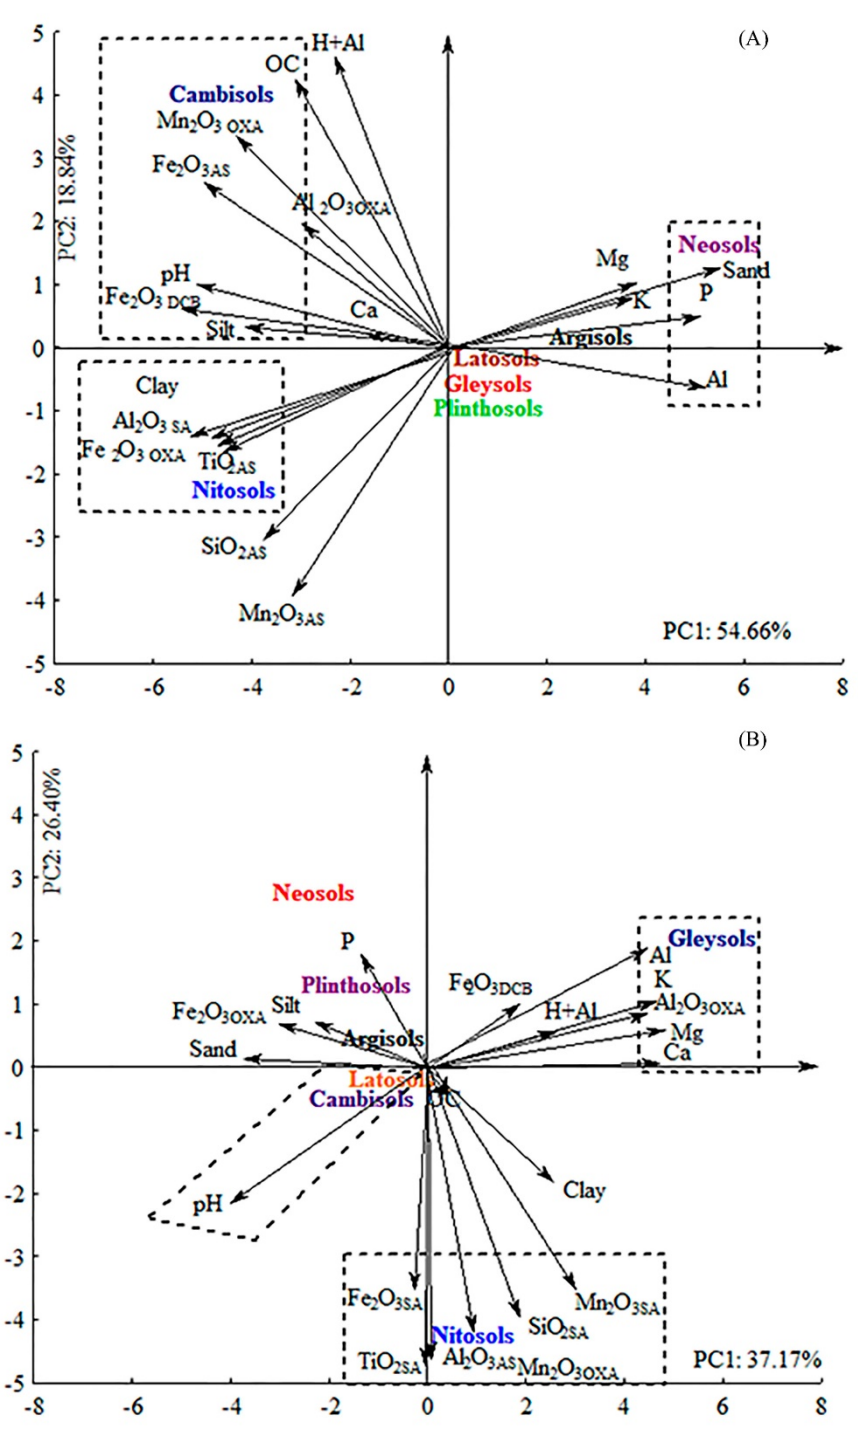 (A)
5
4
3
2
1
0
-1
-2
-3
-4
-5
PC2: 18.84%
H+Al
OC
Cambisols
Mn2O3 OXA
Fe2O3AS
Al 2O3OXA
pH
Fe2O3 DCB
Silt
Ca
Mg
K
Neosols
Sand
P
Argisols
Latosols
Al
Gleysols
Plinthosols
Clay
Al2O3 SA
Fe 2O3 OXA
TiO2AS
Nitosols
SiO2AS
Mn2O3AS
PC1: 54.66%
-8 -6 -4 -2 0 2 4 6 8
(B)
5
4
3
2
1
0
-1
-2
-3
-4
-5
PC2: 26.40%
Neosols
P
Plinthosols
Fe2O3OXA
Silt
Argisols
Sand
Latosols
Cambisols
OC
Fe2O3DCB
H+Al
Gleysols
Al
K
Al2O3OXA
Mg
Ca
pH
Clay
Fe2O3SA
Mn2O3SA
SiO2SA
Nitosols
TiO2SA
Al2O3AS
Mn2O3OXA
PC1: 37.17%
-8 -6 -4 -2 0 2 4 6 8